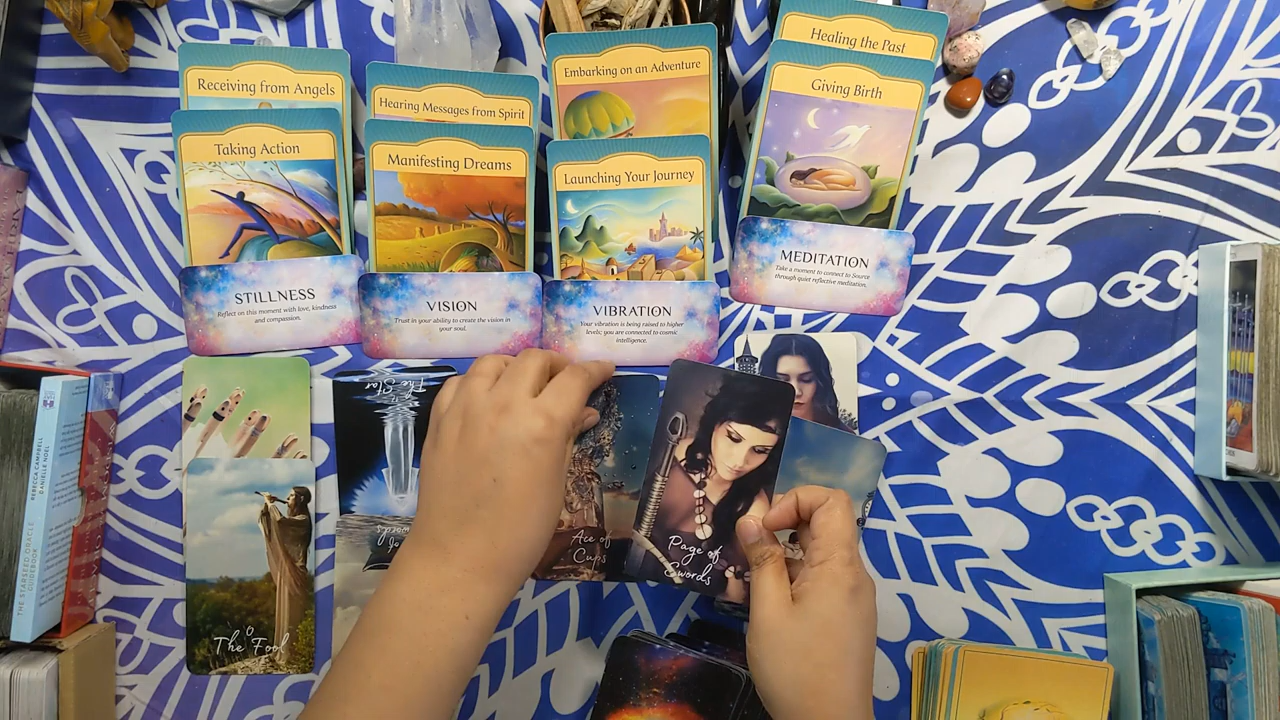 Healing the Past
Receiving from Angels
Hearing Messages from Spirit
Embarking on an Adventure
Giving Birth
Taking Action
Manifesting Dreams
Launching Your Journey
STILLNESS
Reflect on this moment with love, kindness
and compassion.
VISION
Trust in your ability to create the vision in
your soul.
VIBRATION
Your vibration is being raised to higher
levels; you are connected to cosmic
intelligence.
MEDITATION
Take a moment to connect to Source
through quiet reflective meditation.
The Star
of
Swords
Ace of
Cups
Page of
Swords
0
The Fool
THE STARSEED ORACLE
GUIDEBOOK
REBECCA CAMPBELL
DANIELLE NOEL